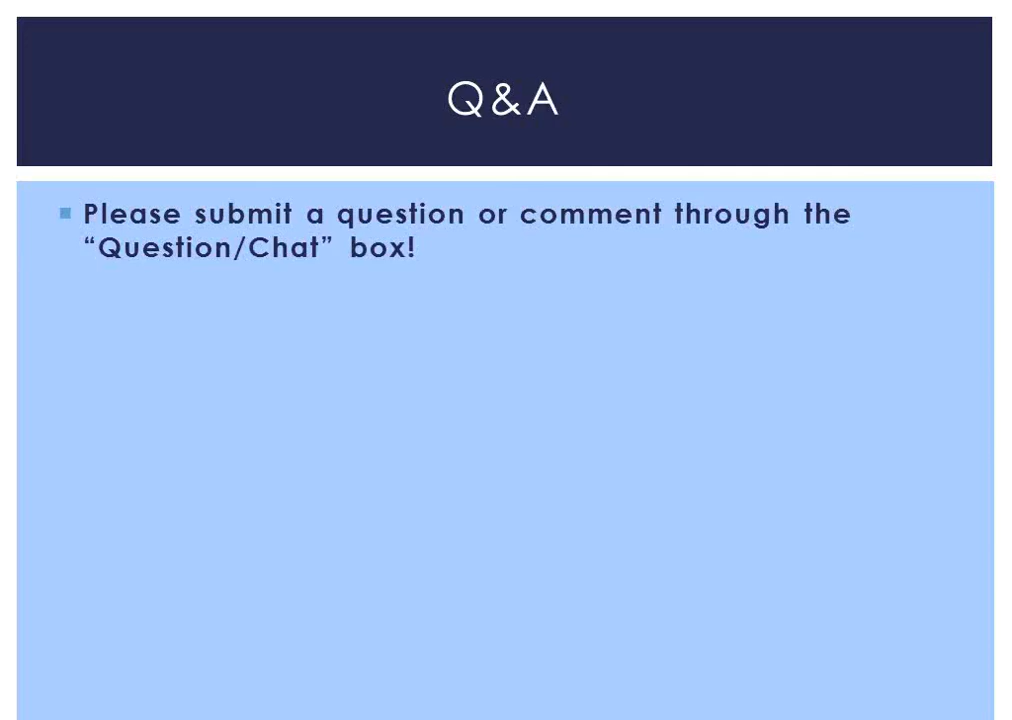 Q&A
Please submit a question or comment through the
“Question/Chat” box!